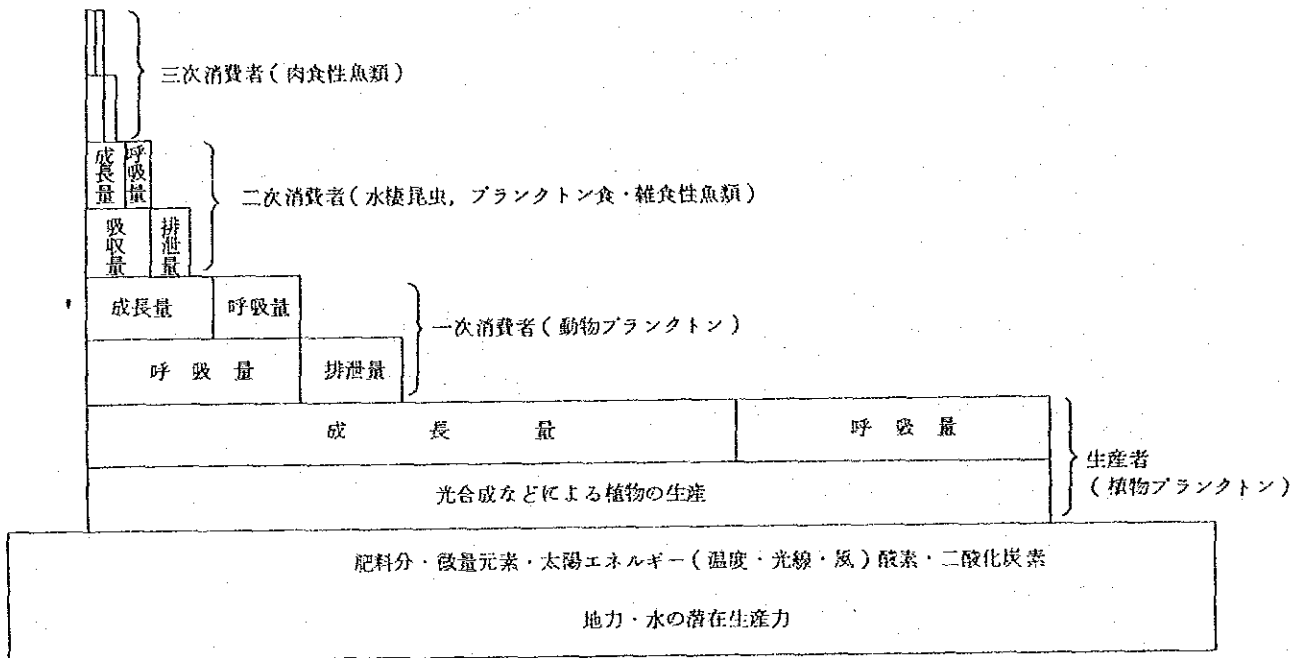 三次消費者(肉食性魚類)
成長量 呼吸量
二次消費者(水棲昆虫,プランクトン食・雑食性魚類)
吸収量 排泄量
成長量 呼吸量
一次消費者(動物プランクトン)
呼吸量 排泄量
成長量 呼吸量
生産者
(植物プランクトン)
光合成などによる植物の生産
肥料分・微量元素・太陽エネルギー(温度・光線・風)酸素・二酸化炭素
地力・水の潜在生産力